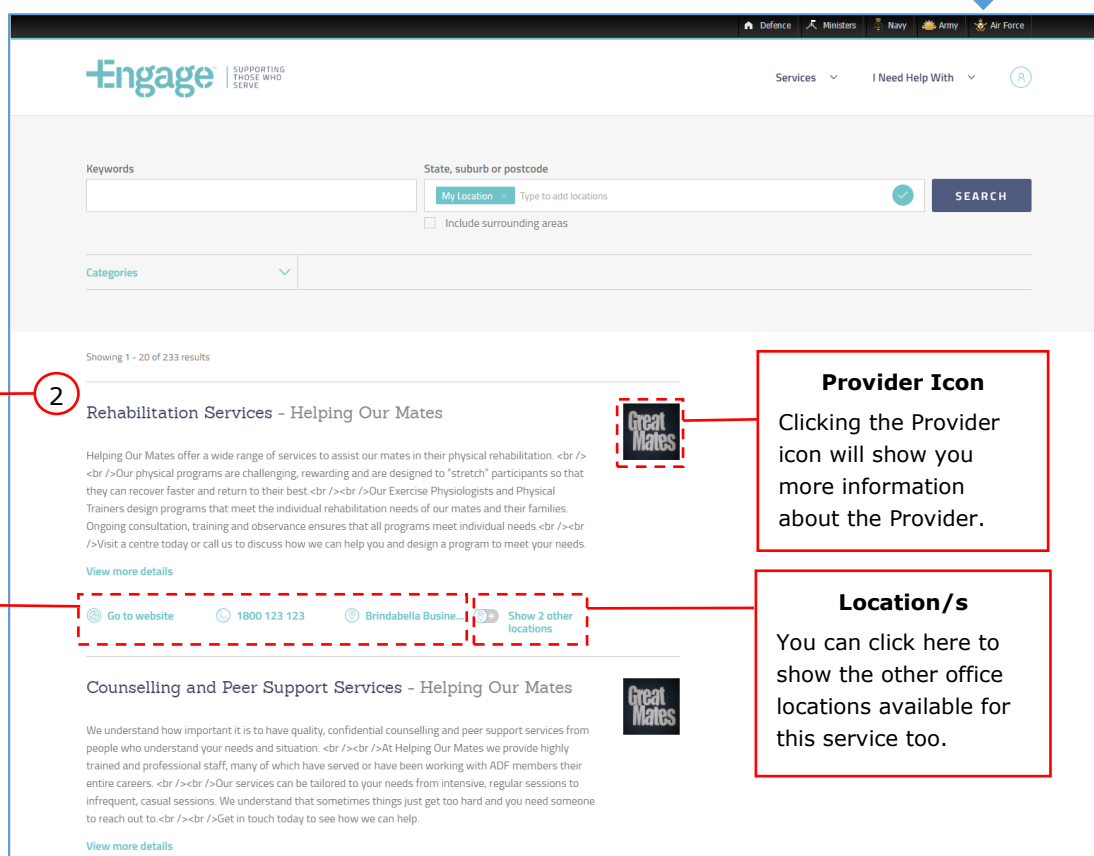 Defence Ministers Navy Army Air Force
Engage SUPPORTING
THOSE WHO
SERVE
Services I Need Help With
Keywords State, suburb or postcode
My Location × Type to add locations SEARCH
Include surrounding areas
Categories
Showing 1 - 20 of 233 results
2
Rehabilitation Services - Helping Our Mates
Great
Mates
Helping Our Mates offer a wide range of services to assist our mates in their physical rehabilitation. <br />
<br />Our physical programs are challenging, rewarding and are designed to "stretch" participants so that
they can recover faster and return to their best.<br /><br />Our Exercise Physiologists and Physical
Trainers design programs that meet the individual rehabilitation needs of our mates and their families.
Ongoing consultation, training and observance ensures that all programs meet individual needs.<br /><br
/>Visit a centre today or call us to discuss how we can help you and design a program to meet your needs.
View more details
Go to website 1800 123 123 Brindabella Busine... Show 2 other
locations
Provider Icon
Clicking the Provider
icon will show you
more information
about the Provider.
Location/s
You can click here to
show the other office
locations available for
this service too.
Counselling and Peer Support Services - Helping Our Mates
Great
Mates
We understand how important it is to have quality, confidential counselling and peer support services from
people who understand your needs and situation. <br /><br />At Helping Our Mates we provide highly
trained and professional staff, many of which have served or have been working with ADF members their
entire careers. <br /><br />Our services can be tailored to your needs from intensive, regular sessions to
infrequent, casual sessions. We understand that sometimes things just get too hard and you need someone
to reach out to.<br /><br />Get in touch today to see how we can help.
View more details